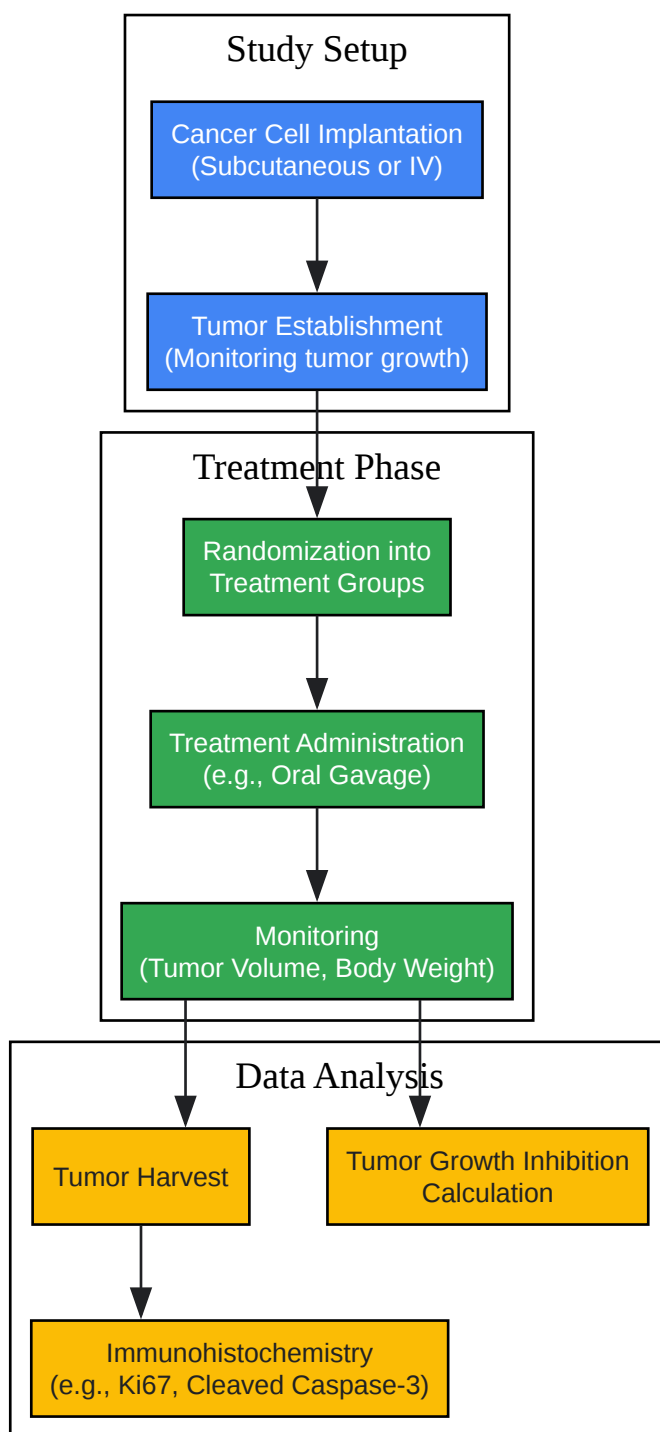 Study Setup
Cancer Cell Implantation
(Subcutaneous or IV)
Tumor Establishment
(Monitoring tumor growth)
Treatment Phase
Randomization into
Treatment Groups
Treatment Administration
(e.g., Oral Gavage)
Monitoring
(Tumor Volume, Body Weight)
Data Analysis
Tumor Harvest
Tumor Growth Inhibition
Calculation
Immunohistochemistry
(e.g., Ki67, Cleaved Caspase-3)